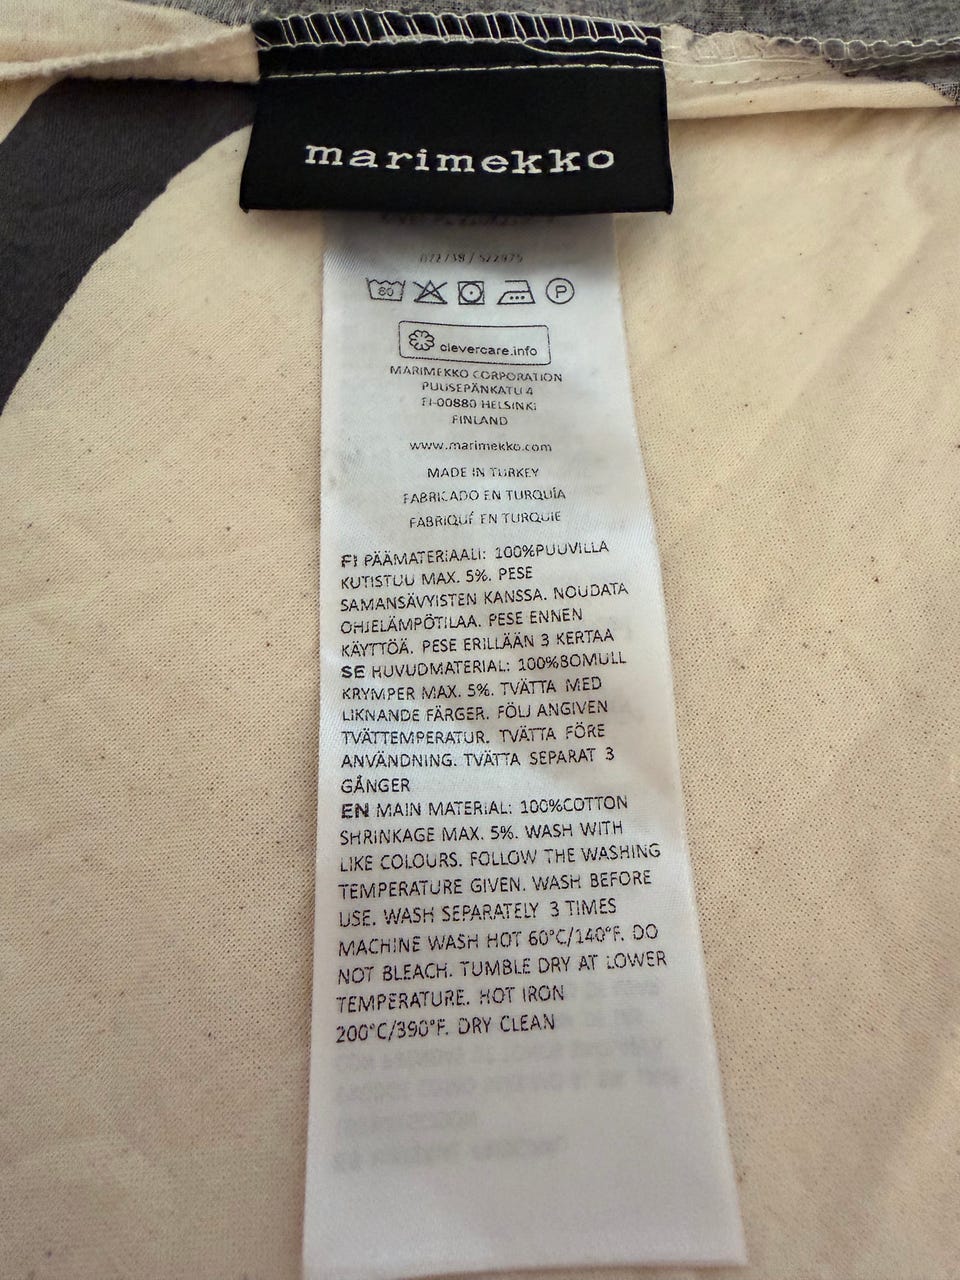 marimekko
60
P
clevercare.info
MARIMEKKO CORPORATION
PUUSEPÄNKATU 4
FI-00880 HELSINKI
FINLAND
www.marimekko.com
MADE IN TURKEY
FABRICADO EN TURQUÍA
FABRIQUÉ EN TURQUIE
FI PÄÄMATERIAALI: 100%PUUVILLA
KUTISTUU MAX. 5%. PESE
SAMANSÄVYISTEN KANSSA. NOUDATA
OHJELÄMPÖTILAA. PESE ENNEN
KÄYTTÖÄ. PESE ERILLÄÄN 3 KERTAA
SE HUVUDMATERIAL: 100%BOMULL
KRYMPER MAX. 5%. TVÄTTA MED
LIKNANDE FÄRGER. FÖLJ ANGIVEN
TVÄTTEMPERATUR. TVÄTTA FÖRE
ANVÄNDNING. TVÄTTA SEPARAT 3
GÅNGER
EN MAIN MATERIAL: 100%COTTON
SHRINKAGE MAX. 5%. WASH WITH
LIKE COLOURS. FOLLOW THE WASHING
TEMPERATURE GIVEN. WASH BEFORE
USE. WASH SEPARATELY 3 TIMES
MACHINE WASH HOT 60°C/140°F. DO
NOT BLEACH. TUMBLE DRY AT LOWER
TEMPERATURE. HOT IRON
200°C/390°F. DRY CLEAN